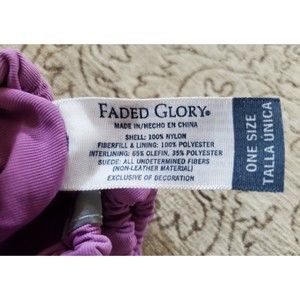 FADED GLORY®
MADE IN/HECHO EN CHINA
SHELL: 100% NYLON
FIBERFILL & LINING: 100% POLYESTER
INTERLINING: 65% OLEFIN, 35% POLYESTER
SUEDE: ALL UNDETERMINED FIBERS
(NON-LEATHER MATERIAL)
EXCLUSIVE OF DECORATION
ONE SIZE
TALLA ÚNICA